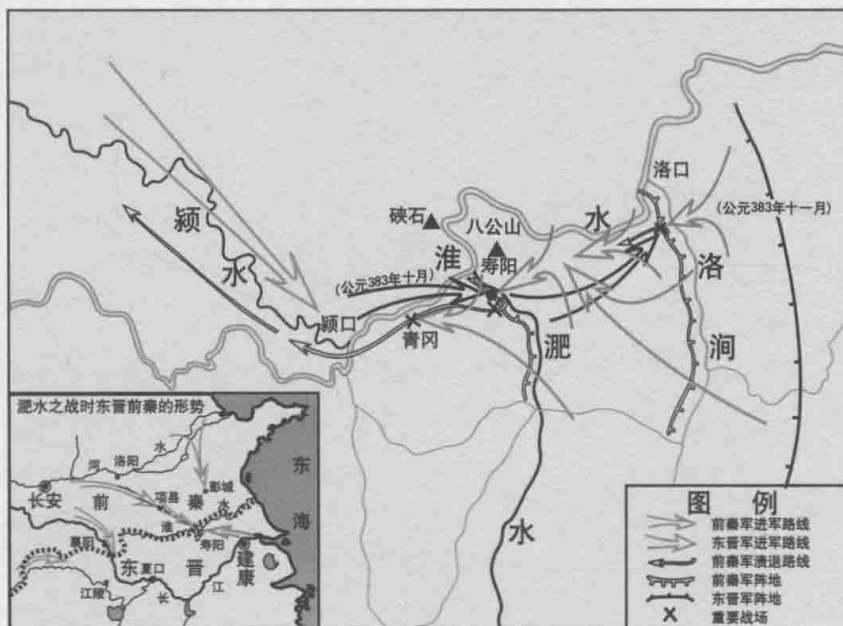 洛口
(公元383年十一月)
硖石
八公山
水
颍
水
淮
寿阳
洛
(公元383年十月)
颍口
青冈
淝
涧
水
淝水之战时东晋前秦的形势
河
洛阳
水
东
海
长安
前
秦
彭城
项县
淮
水
寿阳
襄阳
东
晋
建康
夏口
江陵
长
江
图 例
前秦军进军路线
东晋军进军路线
前秦军溃退路线
前秦军阵地
东晋军阵地
重要战场